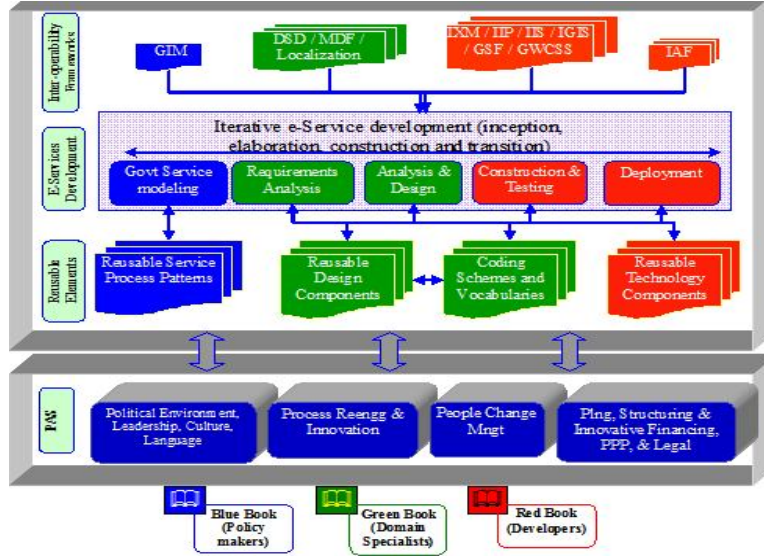 Inter-operability
Frameworks
GIM
DSD / MDF /
Localization
IXM / IIP / IIS / IGIS
/ GSF / GWCSS
IAF
E-Services
Development
Iterative e-Service development (inception,
elaboration, construction and transition)
Govt Service
modeling
Requirements
Analysis
Analysis &
Design
Construction &
Testing
Deployment
Reusable
Elements
Reusable Service
Process Patterns
Reusable
Design
Components
Coding
Schemes and
Vocabularies
Reusable
Technology
Components
PAS
Political Environment,
Leadership, Culture,
Language
Process Reengg &
Innovation
People Change
Mngt
Plng, Structuring &
Innovative Financing,
PPP, & Legal
Blue Book
(Policy
makers)
Green Book
(Domain
Specialists)
Red Book
(Developers)